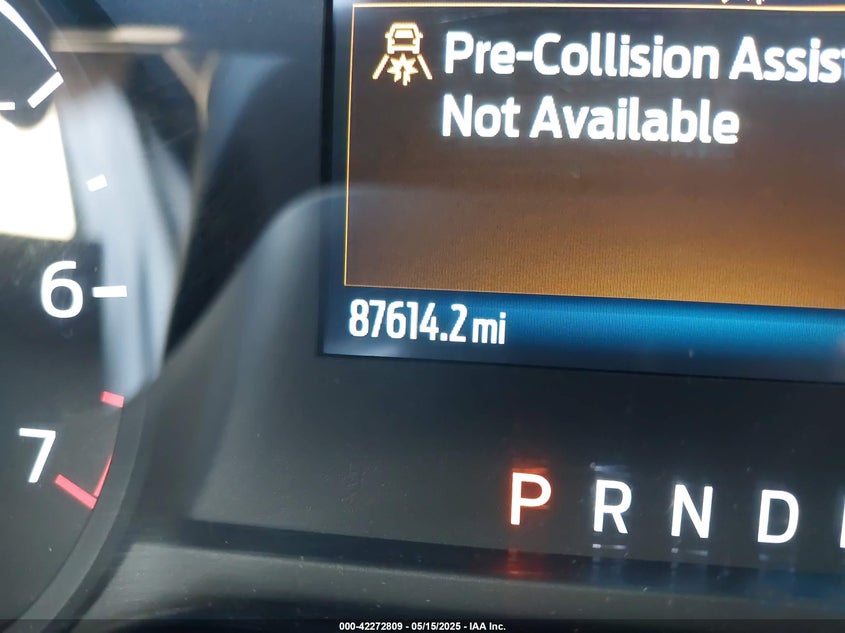 Pre-Collision Assist
Not Available
6
87614.2 mi
7
P R N D
000-42272809 - 05/15/2025 - IAA Inc.